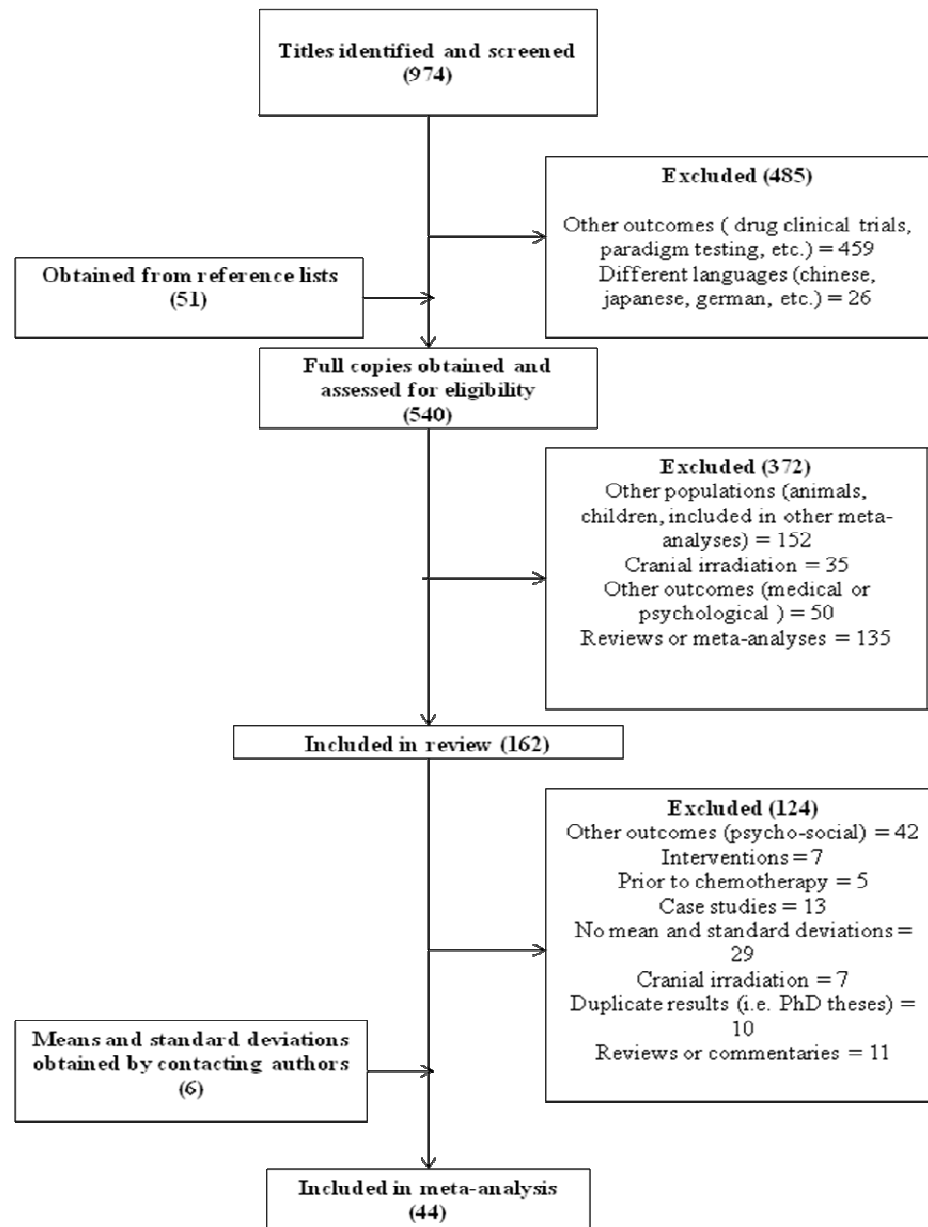 Titles identified and screened
(974)
Excluded (485)
Other outcomes ( drug clinical trials,
paradigm testing, etc.) = 459
Different languages (chinese,
japanese, german, etc.) = 26
Obtained from reference lists
(51)
Full copies obtained and
assessed for eligibility
(540)
Excluded (372)
Other populations (animals,
children, included in other meta-
analyses) = 152
Cranial irradiation = 35
Other outcomes (medical or
psychological ) = 50
Reviews or meta-analyses = 135
Included in review (162)
Excluded (124)
Other outcomes (psycho-social) = 42
Interventions = 7
Prior to chemotherapy = 5
Case studies = 13
No mean and standard deviations =
29
Cranial irradiation = 7
Duplicate results (i.e. PhD theses) =
10
Reviews or commentaries = 11
Means and standard deviations
obtained by contacting authors
(6)
Included in meta-analysis
(44)